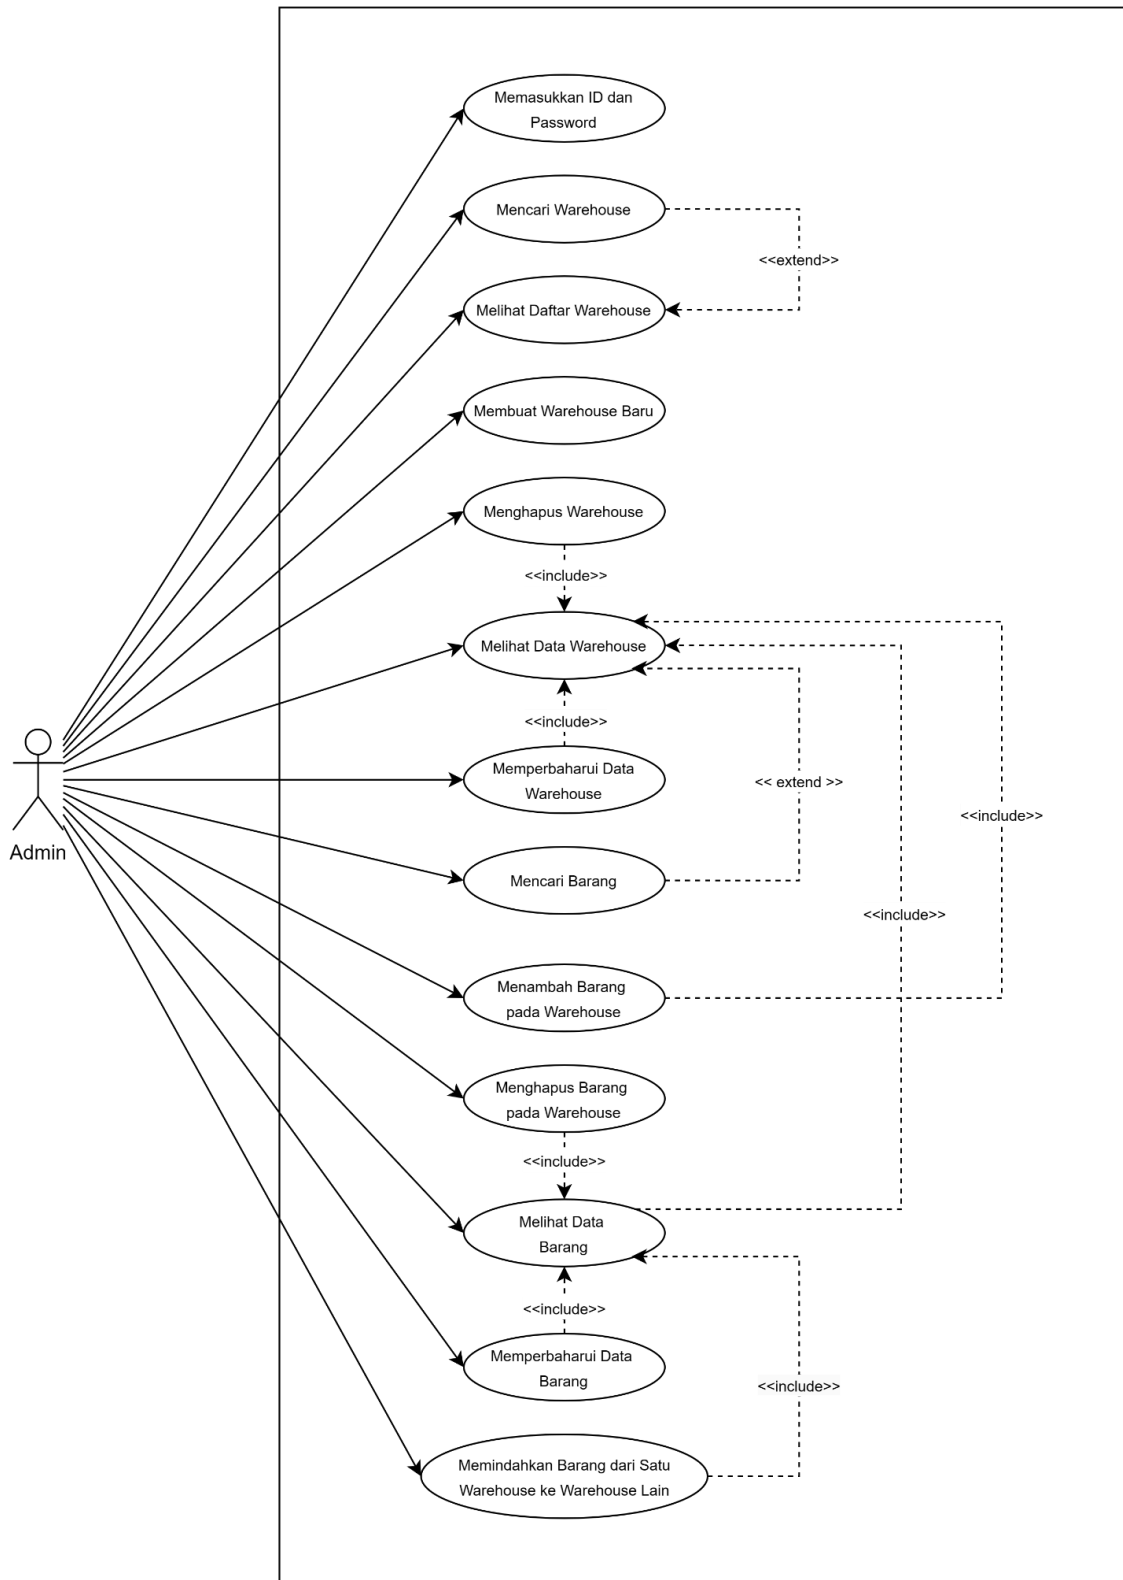 Memasukkan ID dan
Password
Mencari Warehouse
<<extend>>
Melihat Daftar Warehouse
Membuat Warehouse Baru
Menghapus Warehouse
<<include>>
Melihat Data Warehouse
<<include>>
Memperbaharui Data
Warehouse
<< extend >>
<<include>>
Admin
Mencari Barang
<<include>>
Menambah Barang
pada Warehouse
Menghapus Barang
pada Warehouse
<<include>>
Melihat Data
Barang
<<include>>
Memperbaharui Data
Barang
<<include>>
Memindahkan Barang dari Satu
Warehouse ke Warehouse Lain